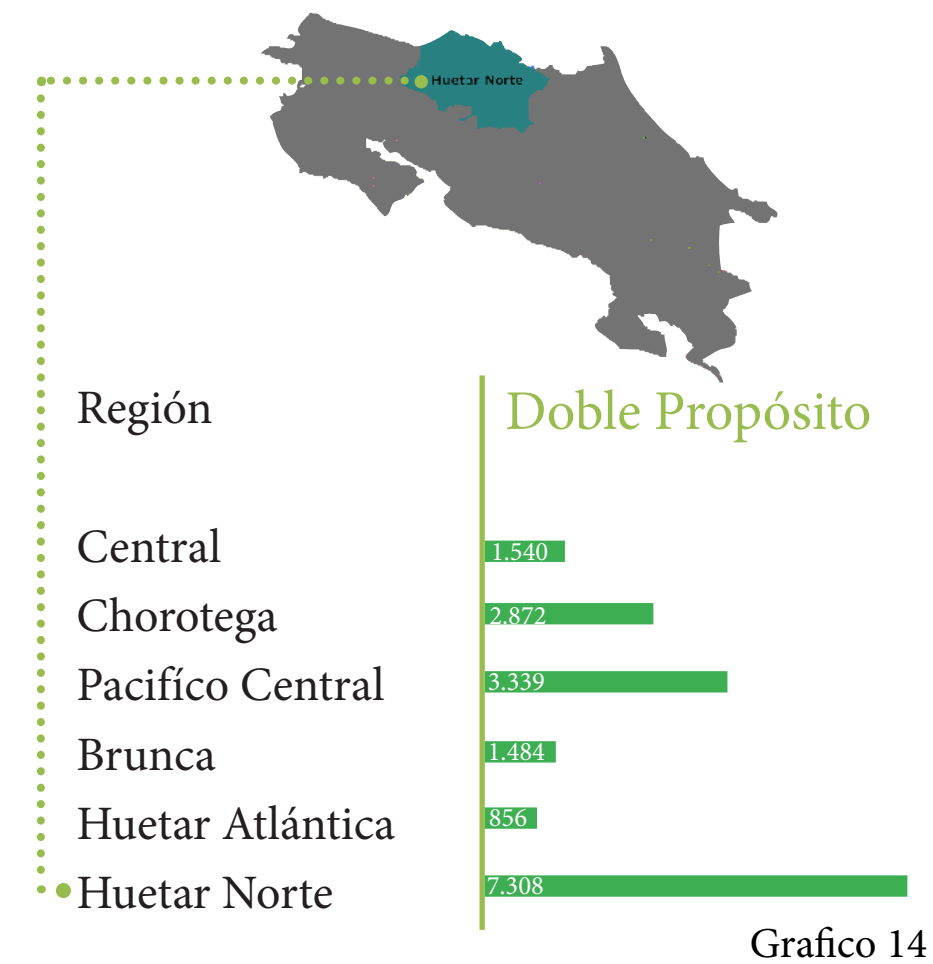 Huetar Norte
Región
Doble Propósito
Central
1.540
Chorotega
2.872
Pacifíco Central
3.339
Brunca
1.484
Huetar Atlántica
856
Huetar Norte
7.308
Grafico 14